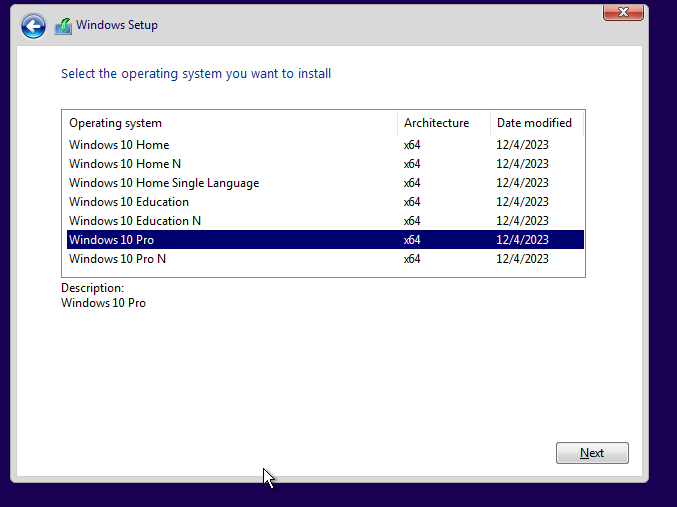 Windows Setup
Select the operating system you want to install
Operating system Architecture Date modified
Windows 10 Home x64 12/4/2023
Windows 10 Home N x64 12/4/2023
Windows 10 Home Single Language x64 12/4/2023
Windows 10 Education x64 12/4/2023
Windows 10 Education N x64 12/4/2023
Windows 10 Pro x64 12/4/2023
Windows 10 Pro N x64 12/4/2023
Description:
Windows 10 Pro
Next